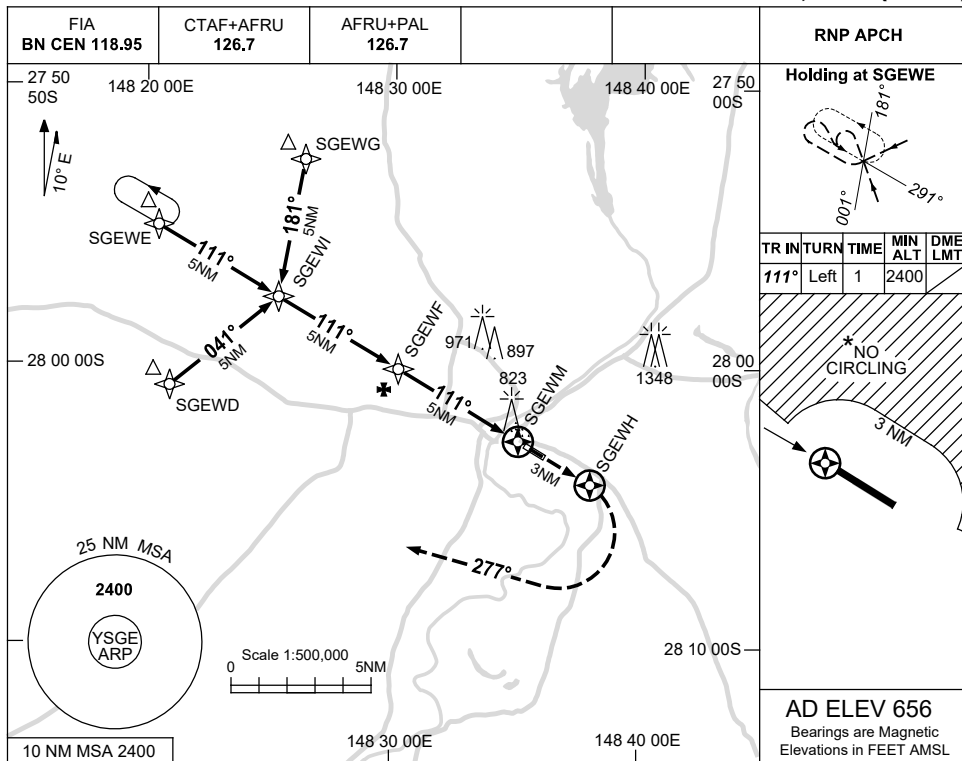 FIA
BN CEN 118.95
CTAF+AFRU
126.7
AFRU+PAL
126.7
RNP APCH
27 50
50S
148 20 00E
148 30 00E
148 40 00E
27 50
00S
10° E
SGEWG
181°
5NM
SGEWE
111°
5NM
SGEWI
041°
5NM
SGEWD
111°
5NM
SGEWF
111°
5NM
971
897
823
1348
SGEWM
3NM
SGEWH
277°
28 00 00S
28 00
00S
28 10 00S
148 30 00E
148 40 00E
25 NM MSA
2400
YSGE
ARP
10 NM MSA 2400
Scale 1:500,000
0
5NM
Holding at SGEWE
181°
291°
001°
TR IN TURN TIME MIN ALT DME LMT
111° Left 1 2400
*NO
CIRCLING
3 NM
AD ELEV 656
Bearings are Magnetic
Elevations in FEET AMSL